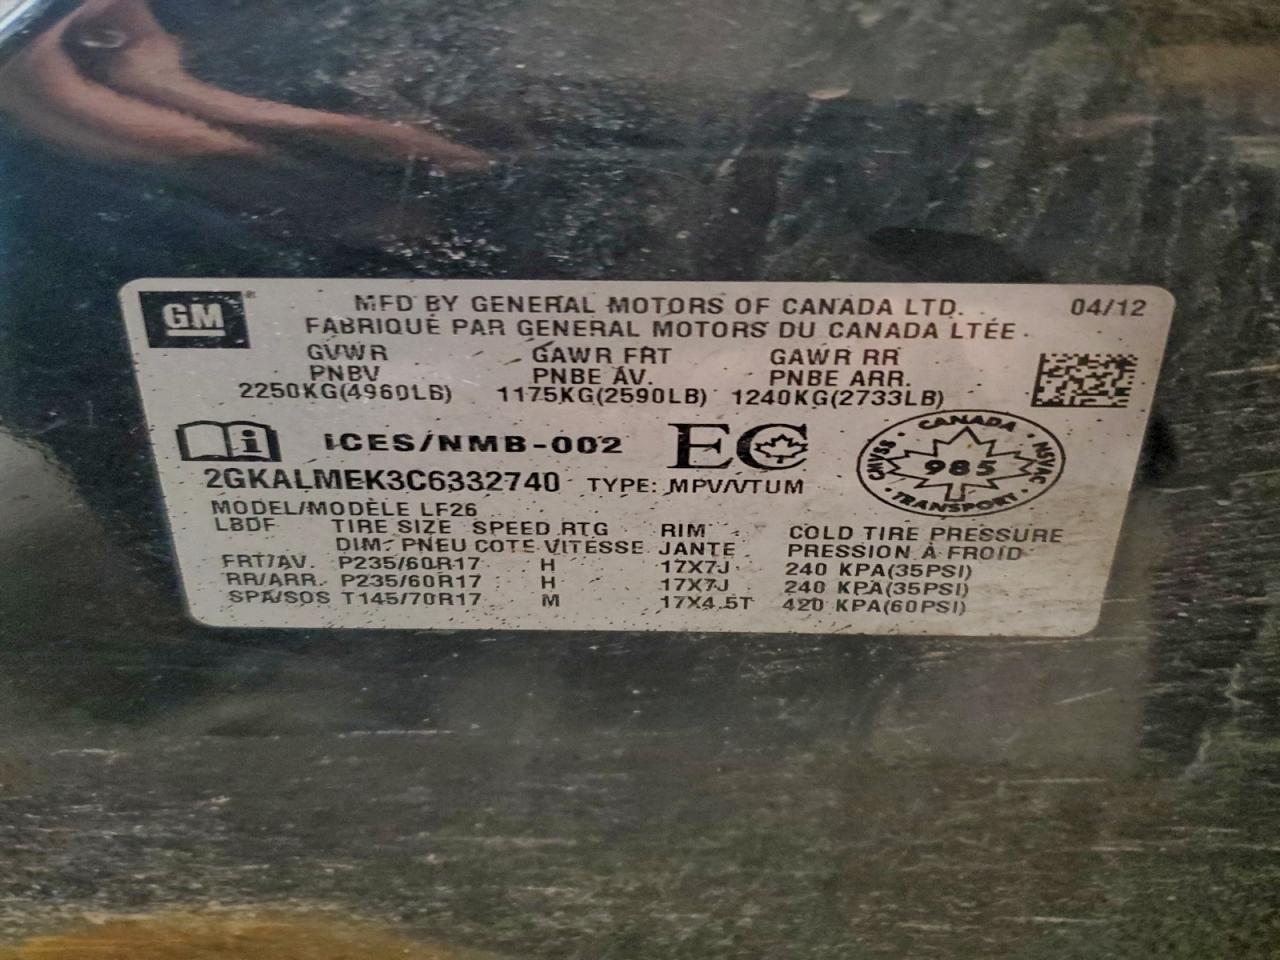 GM
MFD BY GENERAL MOTORS OF CANADA LTD. 04/12
FABRIQUÉ PAR GENERAL MOTORS DU CANADA LTÉE
GVWR GAWR FRT GAWR RR
PNBV PNBE AV. PNBE ARR.
2250KG(4960LB) 1175KG(2590LB) 1240KG(2733LB)
i ICES/NMB-002 EC
CANADA
CMVSS 985 NSVAC
TRANSPORT
2GKALMEK3C6332740 TYPE: MPV/VTUM
MODEL/MODÈLE LF26
LBDF TIRE SIZE SPEED RTG RIM COLD TIRE PRESSURE
DIM. PNEU COTE VITESSE JANTE PRESSION À FROID
FRT/AV. P235/60R17 H 17X7J 240 KPA(35PSI)
RR/ARR. P235/60R17 H 17X7J 240 KPA(35PSI)
SPA/SOS T145/70R17 M 17X4.5T 420 KPA(60PSI)